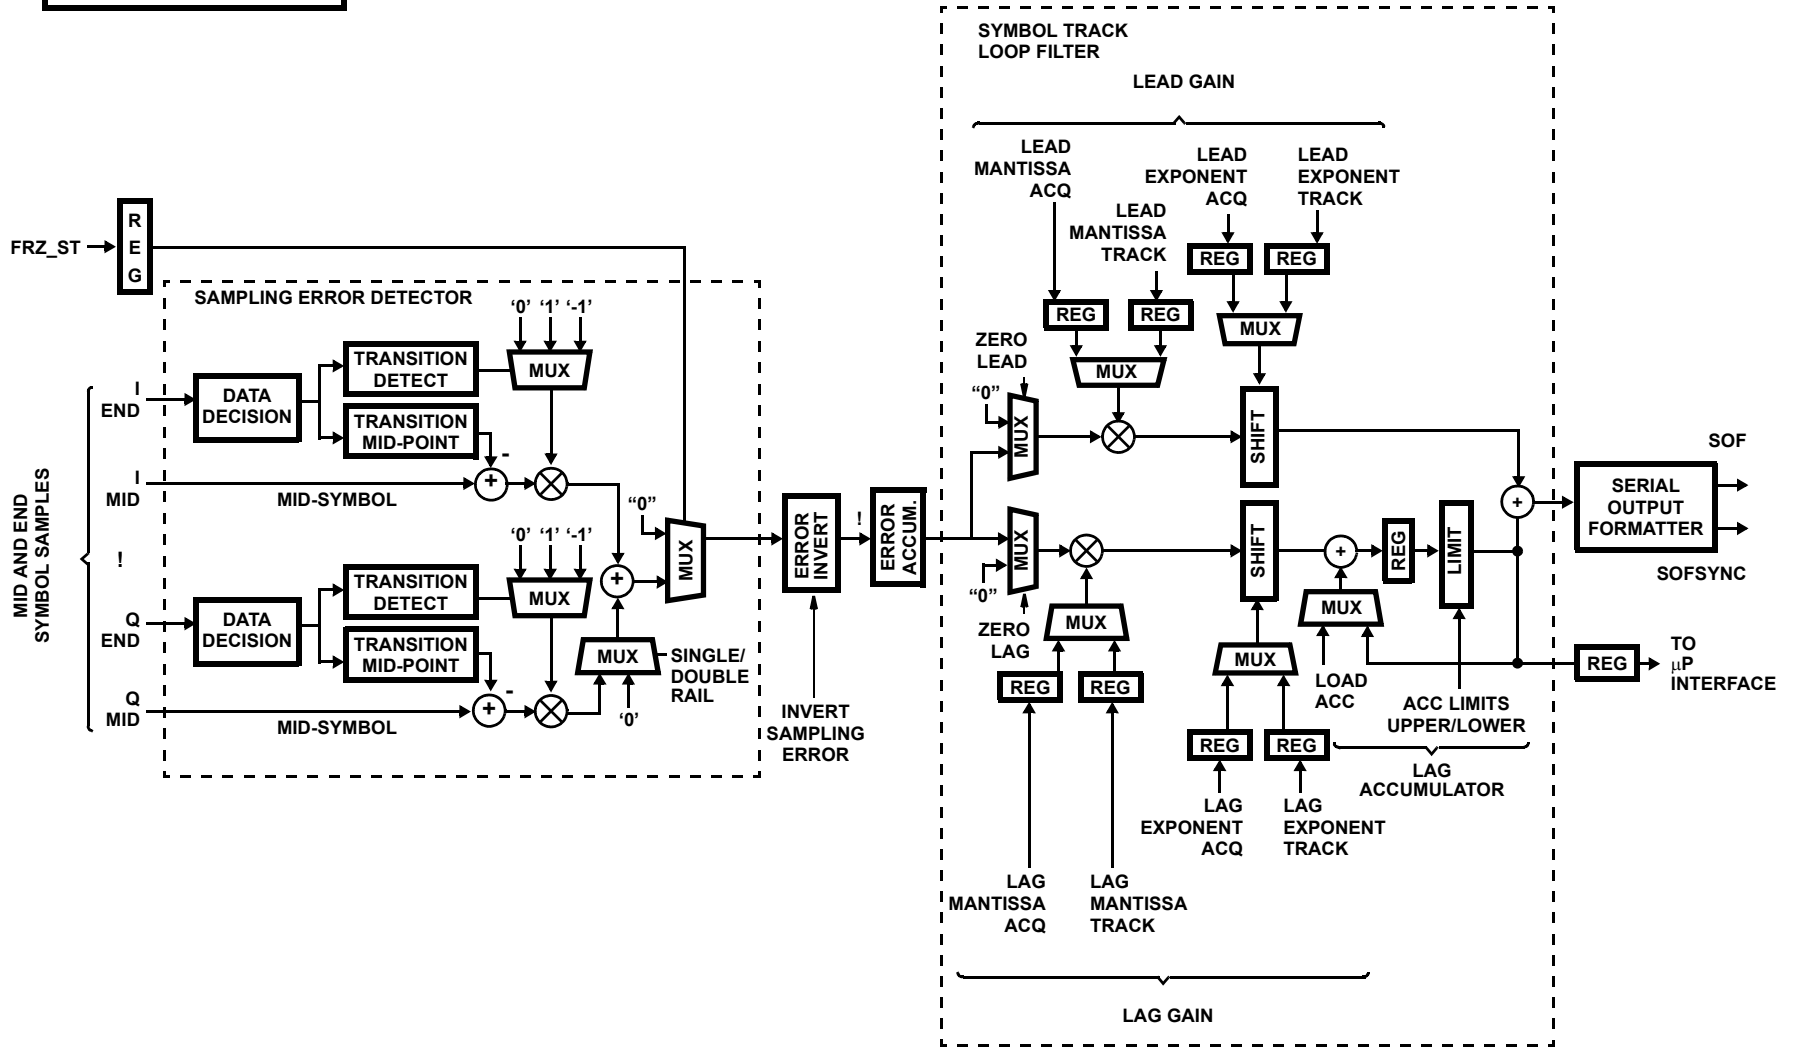 SYMBOL TRACK
LOOP FILTER
LEAD GAIN
LEAD
MANTISSA
ACQ
LEAD
MANTISSA
TRACK
LEAD
EXPONENT
ACQ
LEAD
EXPONENT
TRACK
REG
REG
MUX
REG
REG
MUX
FRZ_ST
REG
SAMPLING ERROR DETECTOR
‘0’ ‘1’ ‘-1’
MUX
TRANSITION
DETECT
DATA
DECISION
TRANSITION
MID-POINT
I
END
I
MID
MID-SYMBOL
-
+
MID AND END
SYMBOL SAMPLES
!
‘0’ ‘1’ ‘-1’
MUX
TRANSITION
DETECT
DATA
DECISION
TRANSITION
MID-POINT
Q
END
Q
MID
MID-SYMBOL
-
+
+
MUX
SINGLE/
DOUBLE
RAIL
‘0’
“0”
MUX
ERROR
INVERT
INVERT
SAMPLING
ERROR
!
ERROR
ACCUM.
ZERO
LEAD
“0”
MUX
SHIFT
MUX
“0”
ZERO
LAG
MUX
REG
REG
LAG
MANTISSA
ACQ
LAG
MANTISSA
TRACK
SHIFT
MUX
REG
REG
LAG
EXPONENT
ACQ
LAG
EXPONENT
TRACK
+
REG
LIMIT
MUX
LOAD
ACC
ACC LIMITS
UPPER/LOWER
LAG
ACCUMULATOR
LAG GAIN
+
SERIAL
OUTPUT
FORMATTER
SOF
SOFSYNC
REG
TO
µP
INTERFACE